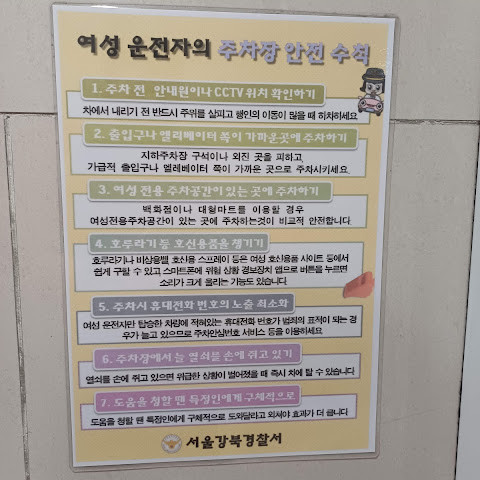 여성 운전자의 주차장 안전 수칙
1. 주차 전 안내원이나 CCTV 위치 확인하기
차에서 내리기 전 반드시 주위를 살피고 행인의 이동이 많을 때 하차하세요.
2. 출입구나 엘리베이터 쪽이 가까운곳에 주차하기
지하주차장 구석이나 외진 곳을 피하고,
가급적 출입구나 엘레베이터 쪽이 가까운 곳으로 주차시키세요.
3. 여성 전용 주차공간이 있는 곳에 주차하기
백화점이나 대형마트를 이용할 경우
여성전용주차공간이 있는 곳에 주차하는것이 비교적 안전합니다.
4. 호루라기 등 호신용품을 챙기기
호루라기나 비상용벨, 호신용 스프레이 등은 여성 호신용품 사이트 등에서
쉽게 구할 수 있고 스마트폰에 위험 상황 경보장치 앱으로 버튼을 누르면
소리가 크게 울리는 기능도 있습니다.
5. 주차시 휴대전화 번호의 노출 최소화
여성 운전자만 탑승한 차량에 적혀있는 휴대전화 번호가 범죄의 표적이 되는 경
우가 늘고 있으므로 주차안심번호 서비스 등을 이용하세요
6. 주차장에서 늘 열쇠를 손에 쥐고 있기
열쇠를 손에 쥐고 있으면 위급한 상황이 벌어졌을 때 즉시 차에 탈 수 있습니다
7. 도움을 청할 땐 특정인에게 구체적으로
도움을 청할 땐 특정인에게 구체적으로 도와달라고 외쳐야 효과가 더 큽니다
서울강북경찰서